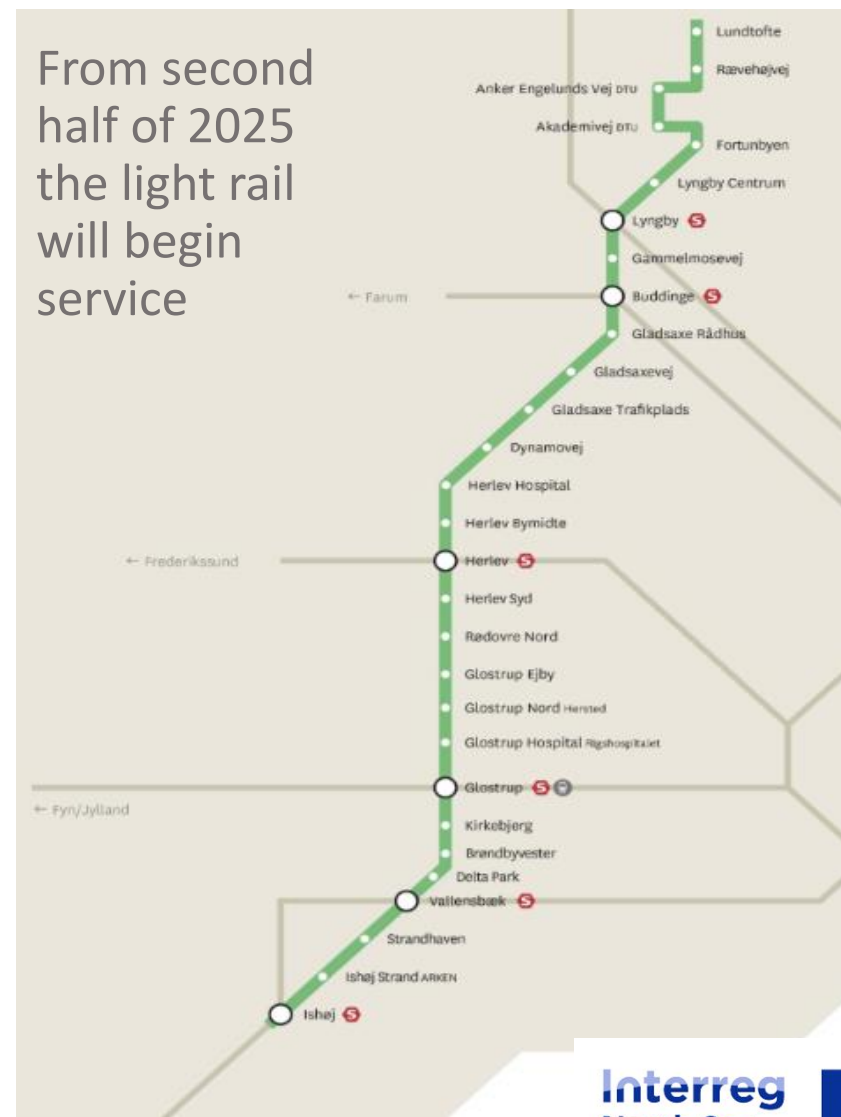 From second
half of 2025
the light rail
will begin
service
Lundtofte
Rævehøjvej
Anker Engelunds Vej DTU
Akademivej DTU
Fortunbyen
Lyngby Centrum
Lyngby S
Gammelmosevej
← Farum
Buddinge S
Gladsaxe Rådhus
Gladsaxevej
Gladsaxe Trafikplads
Dynamovej
Herlev Hospital
Herlev Bymidte
← Frederikssund
Herlev S
Herlev Syd
Rødovre Nord
Glostrup Ejby
Glostrup Nord Hersted
Glostrup Hospital Rigshospitalet
Glostrup S
← Fyn/Jylland
Kirkebjerg
Brøndbyvester
Delta Park
Vallensbæk S
Strandhaven
Ishøj Strand ARKEN
Ishøj S
Interreg